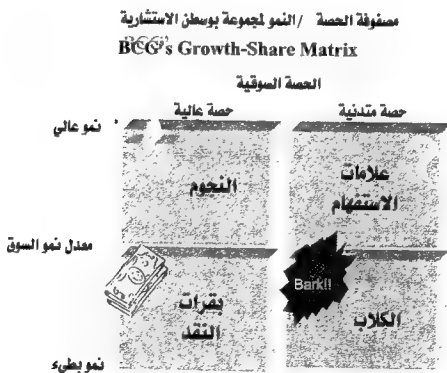 مصفوفة الحصة / النمو لمجموعة بوسطن الاستشارية
BCG's Growth-Share Matrix
الحصة السوقية
حصة متدنية
حصة عالية
نمو عالي
علامات
الاستفهام
النجوم
معدل نمو السوق
Bark!!
الكلاب
بقرات
النقد
نمو بطيء